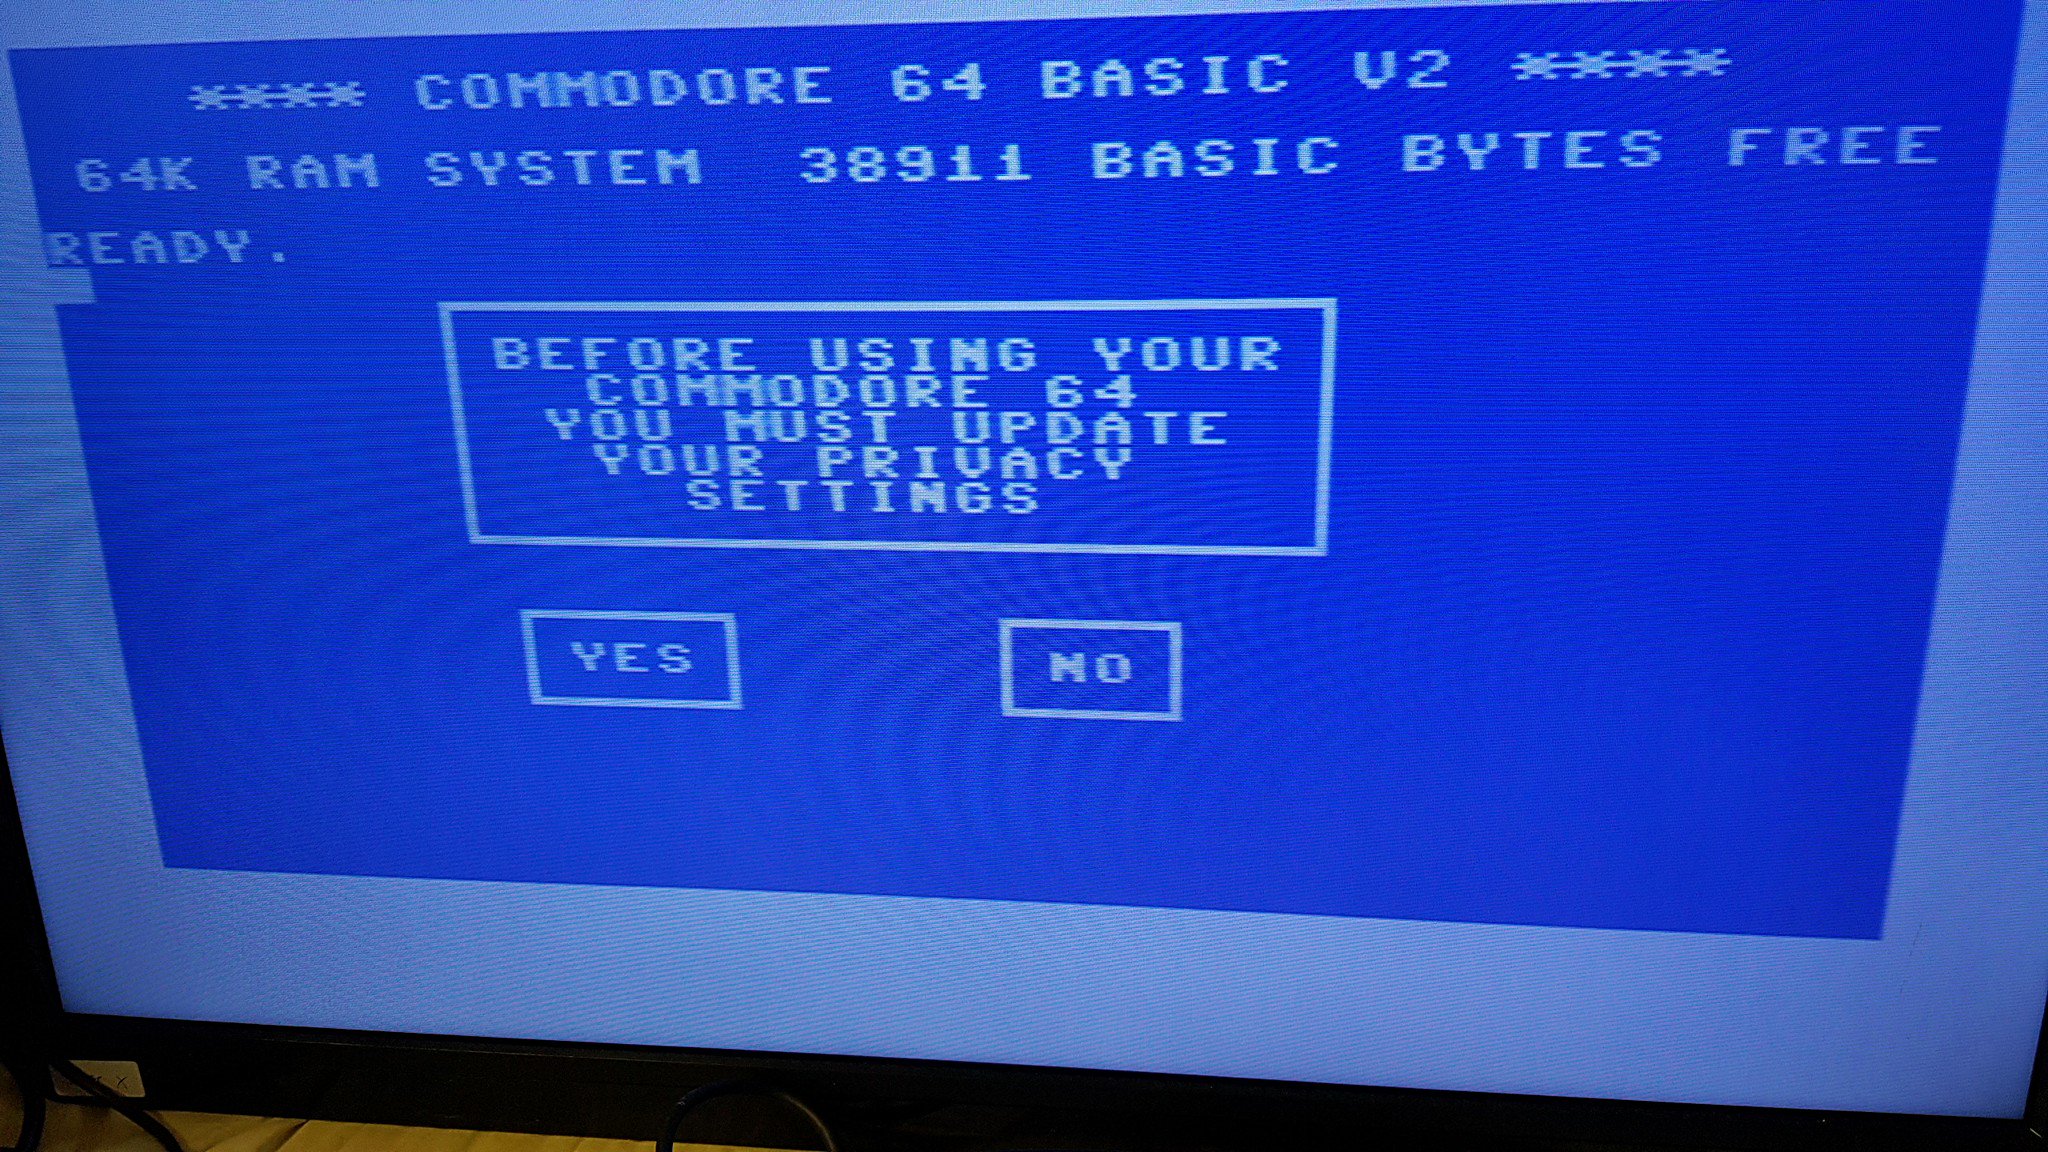 **** COMMODORE 64 BASIC V2 ****
64K RAM SYSTEM  38911 BASIC BYTES FREE
READY.
BEFORE USING YOUR
COMMODORE 64
YOU MUST UPDATE
YOUR PRIVACY
SETTINGS
YES NO